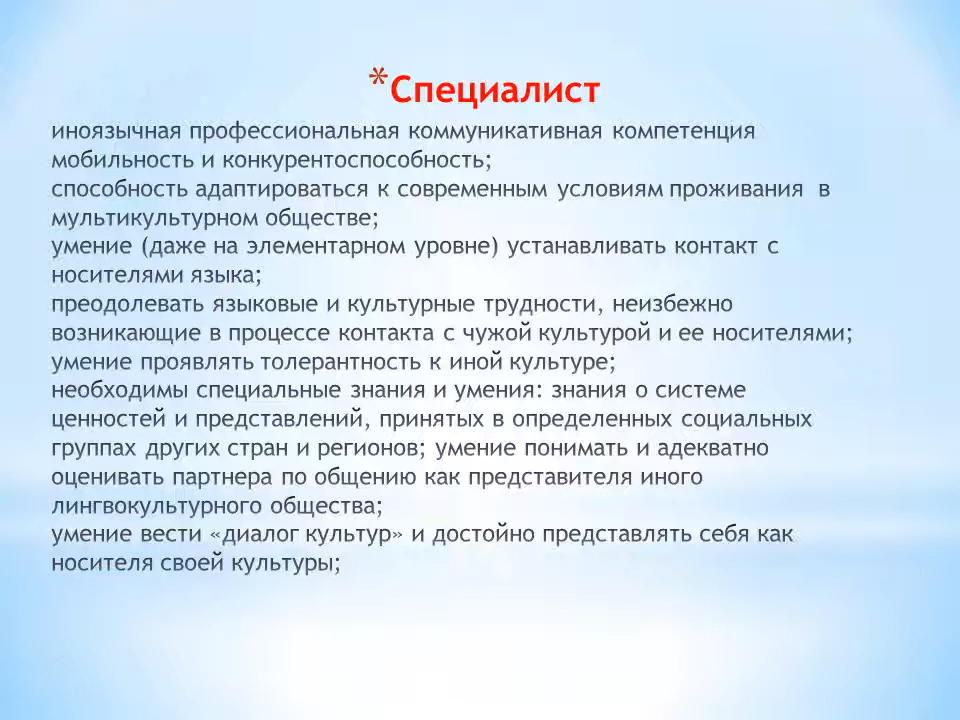 *Специалист
иноязычная профессиональная коммуникативная компетенция
мобильность и конкурентоспособность;
способность адаптироваться к современным условиям проживания в
мультикультурном обществе;
умение (даже на элементарном уровне) устанавливать контакт с
носителями языка;
преодолевать языковые и культурные трудности, неизбежно
возникающие в процессе контакта с чужой культурой и ее носителями;
умение проявлять толерантность к иной культуре;
необходимы специальные знания и умения: знания о системе
ценностей и представлений, принятых в определенных социальных
группах других стран и регионов; умение понимать и адекватно
оценивать партнера по общению как представителя иного
лингвокультурного общества;
умение вести «диалог культур» и достойно представлять себя как
носителя своей культуры;